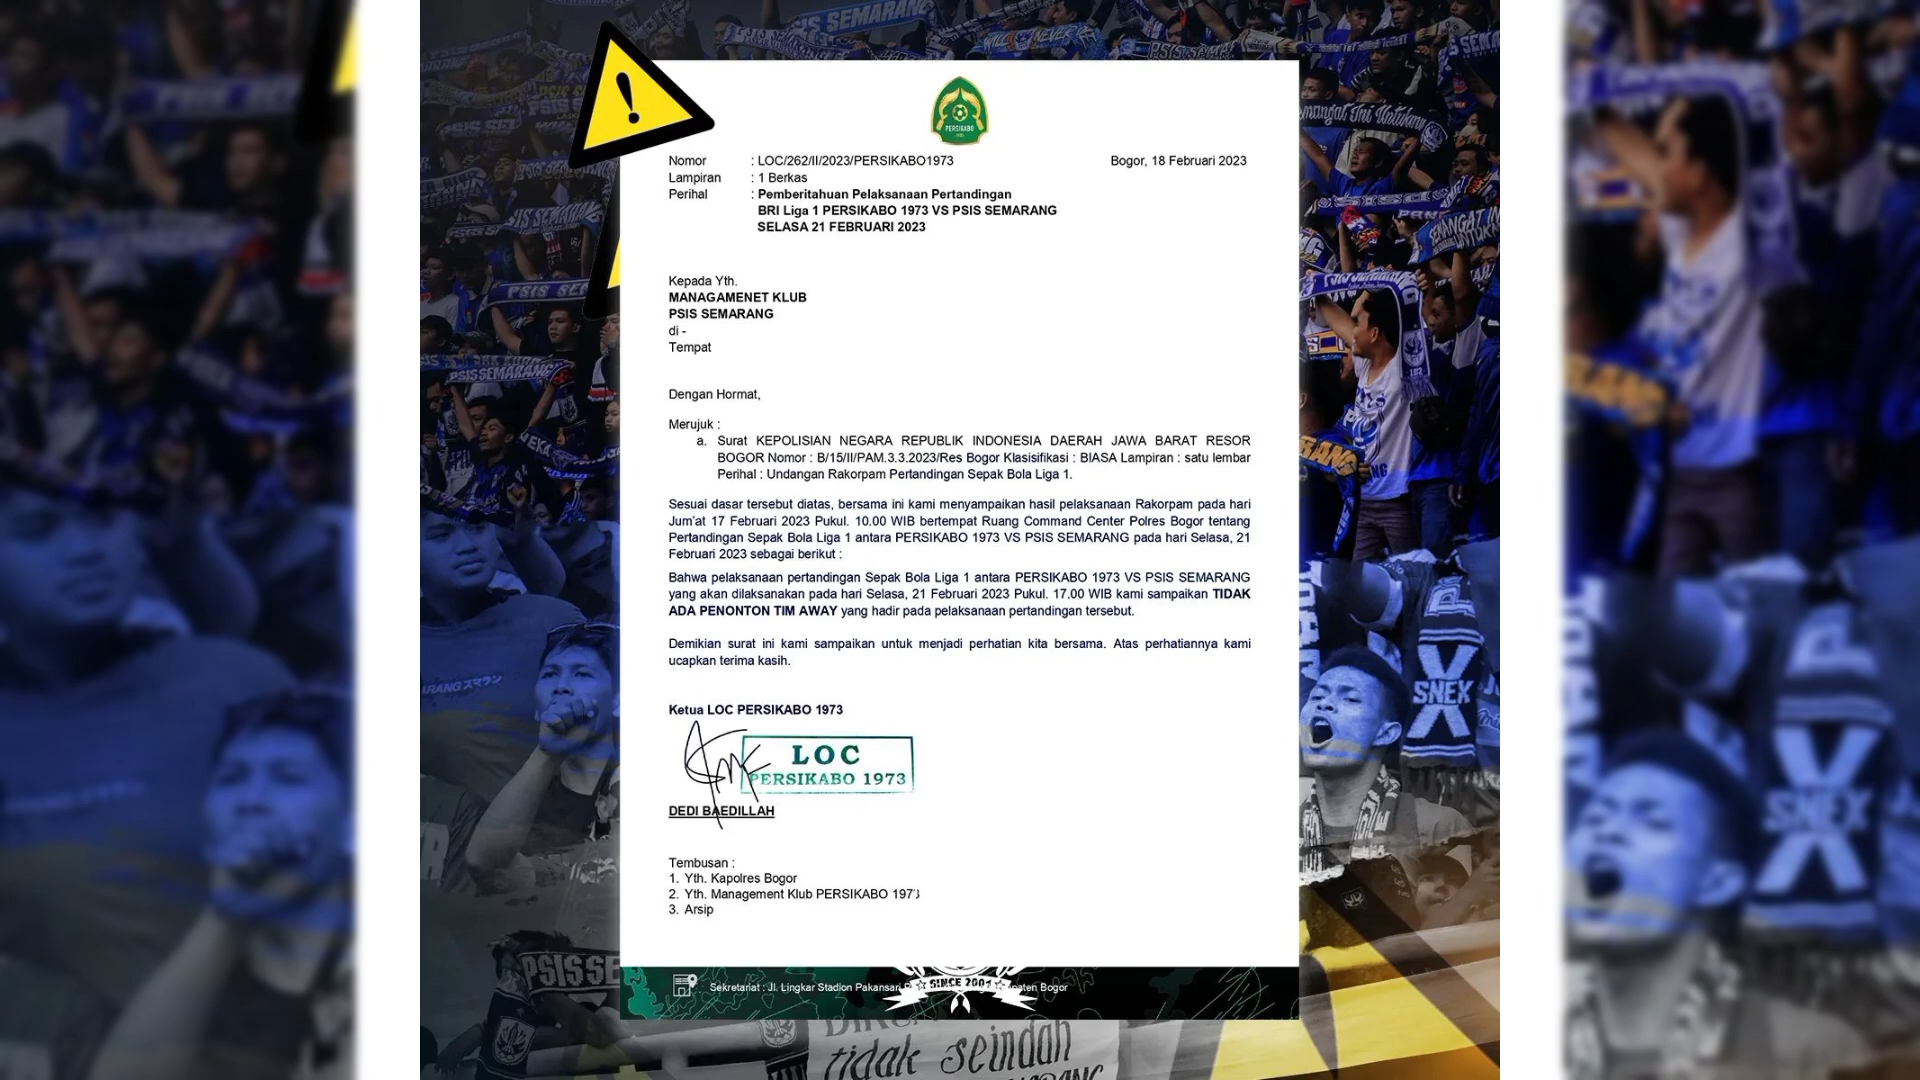 PERSIKABO
Nomor : LOC/262/II/2023/PERSIKABO1973 Bogor, 18 Februari 2023
Lampiran : 1 Berkas
Perihal : Pemberitahuan Pelaksanaan Pertandingan
BRI Liga 1 PERSIKABO 1973 VS PSIS SEMARANG
SELASA 21 FEBRUARI 2023
Kepada Yth.
MANAGAMENET KLUB
PSIS SEMARANG
di -
Tempat
Dengan Hormat,
Merujuk :
a. Surat KEPOLISIAN NEGARA REPUBLIK INDONESIA DAERAH JAWA BARAT RESOR
BOGOR Nomor : B/15/II/PAM.3.3.2023/Res Bogor Klasisifikasi : BIASA Lampiran : satu lembar
Perihal : Undangan Rakorpam Pertandingan Sepak Bola Liga 1.
Sesuai dasar tersebut diatas, bersama ini kami menyampaikan hasil pelaksanaan Rakorpam pada hari
Jum'at 17 Februari 2023 Pukul. 10.00 WIB bertempat Ruang Command Center Polres Bogor tentang
Pertandingan Sepak Bola Liga 1 antara PERSIKABO 1973 VS PSIS SEMARANG pada hari Selasa, 21
Februari 2023 sebagai berikut :
Bahwa pelaksanaan pertandingan Sepak Bola Liga 1 antara PERSIKABO 1973 VS PSIS SEMARANG
yang akan dilaksanakan pada hari Selasa, 21 Februari 2023 Pukul. 17.00 WIB kami sampaikan TIDAK
ADA PENONTON TIM AWAY yang hadir pada pelaksanaan pertandingan tersebut.
Demikian surat ini kami sampaikan untuk menjadi perhatian kita bersama. Atas perhatiannya kami
ucapkan terima kasih.
Ketua LOC PERSIKABO 1973
LOC
PERSIKABO 1973
DEDI BAEDILLAH
Tembusan :
1. Yth. Kapolres Bogor
2. Yth. Management Klub PERSIKABO 1973
3. Arsip
Sekretariat : Jl. Lingkar Stadion Pakansari
SINCE 2001
Bogor
PSIS SEMARANG
SNEX
tidak seindah